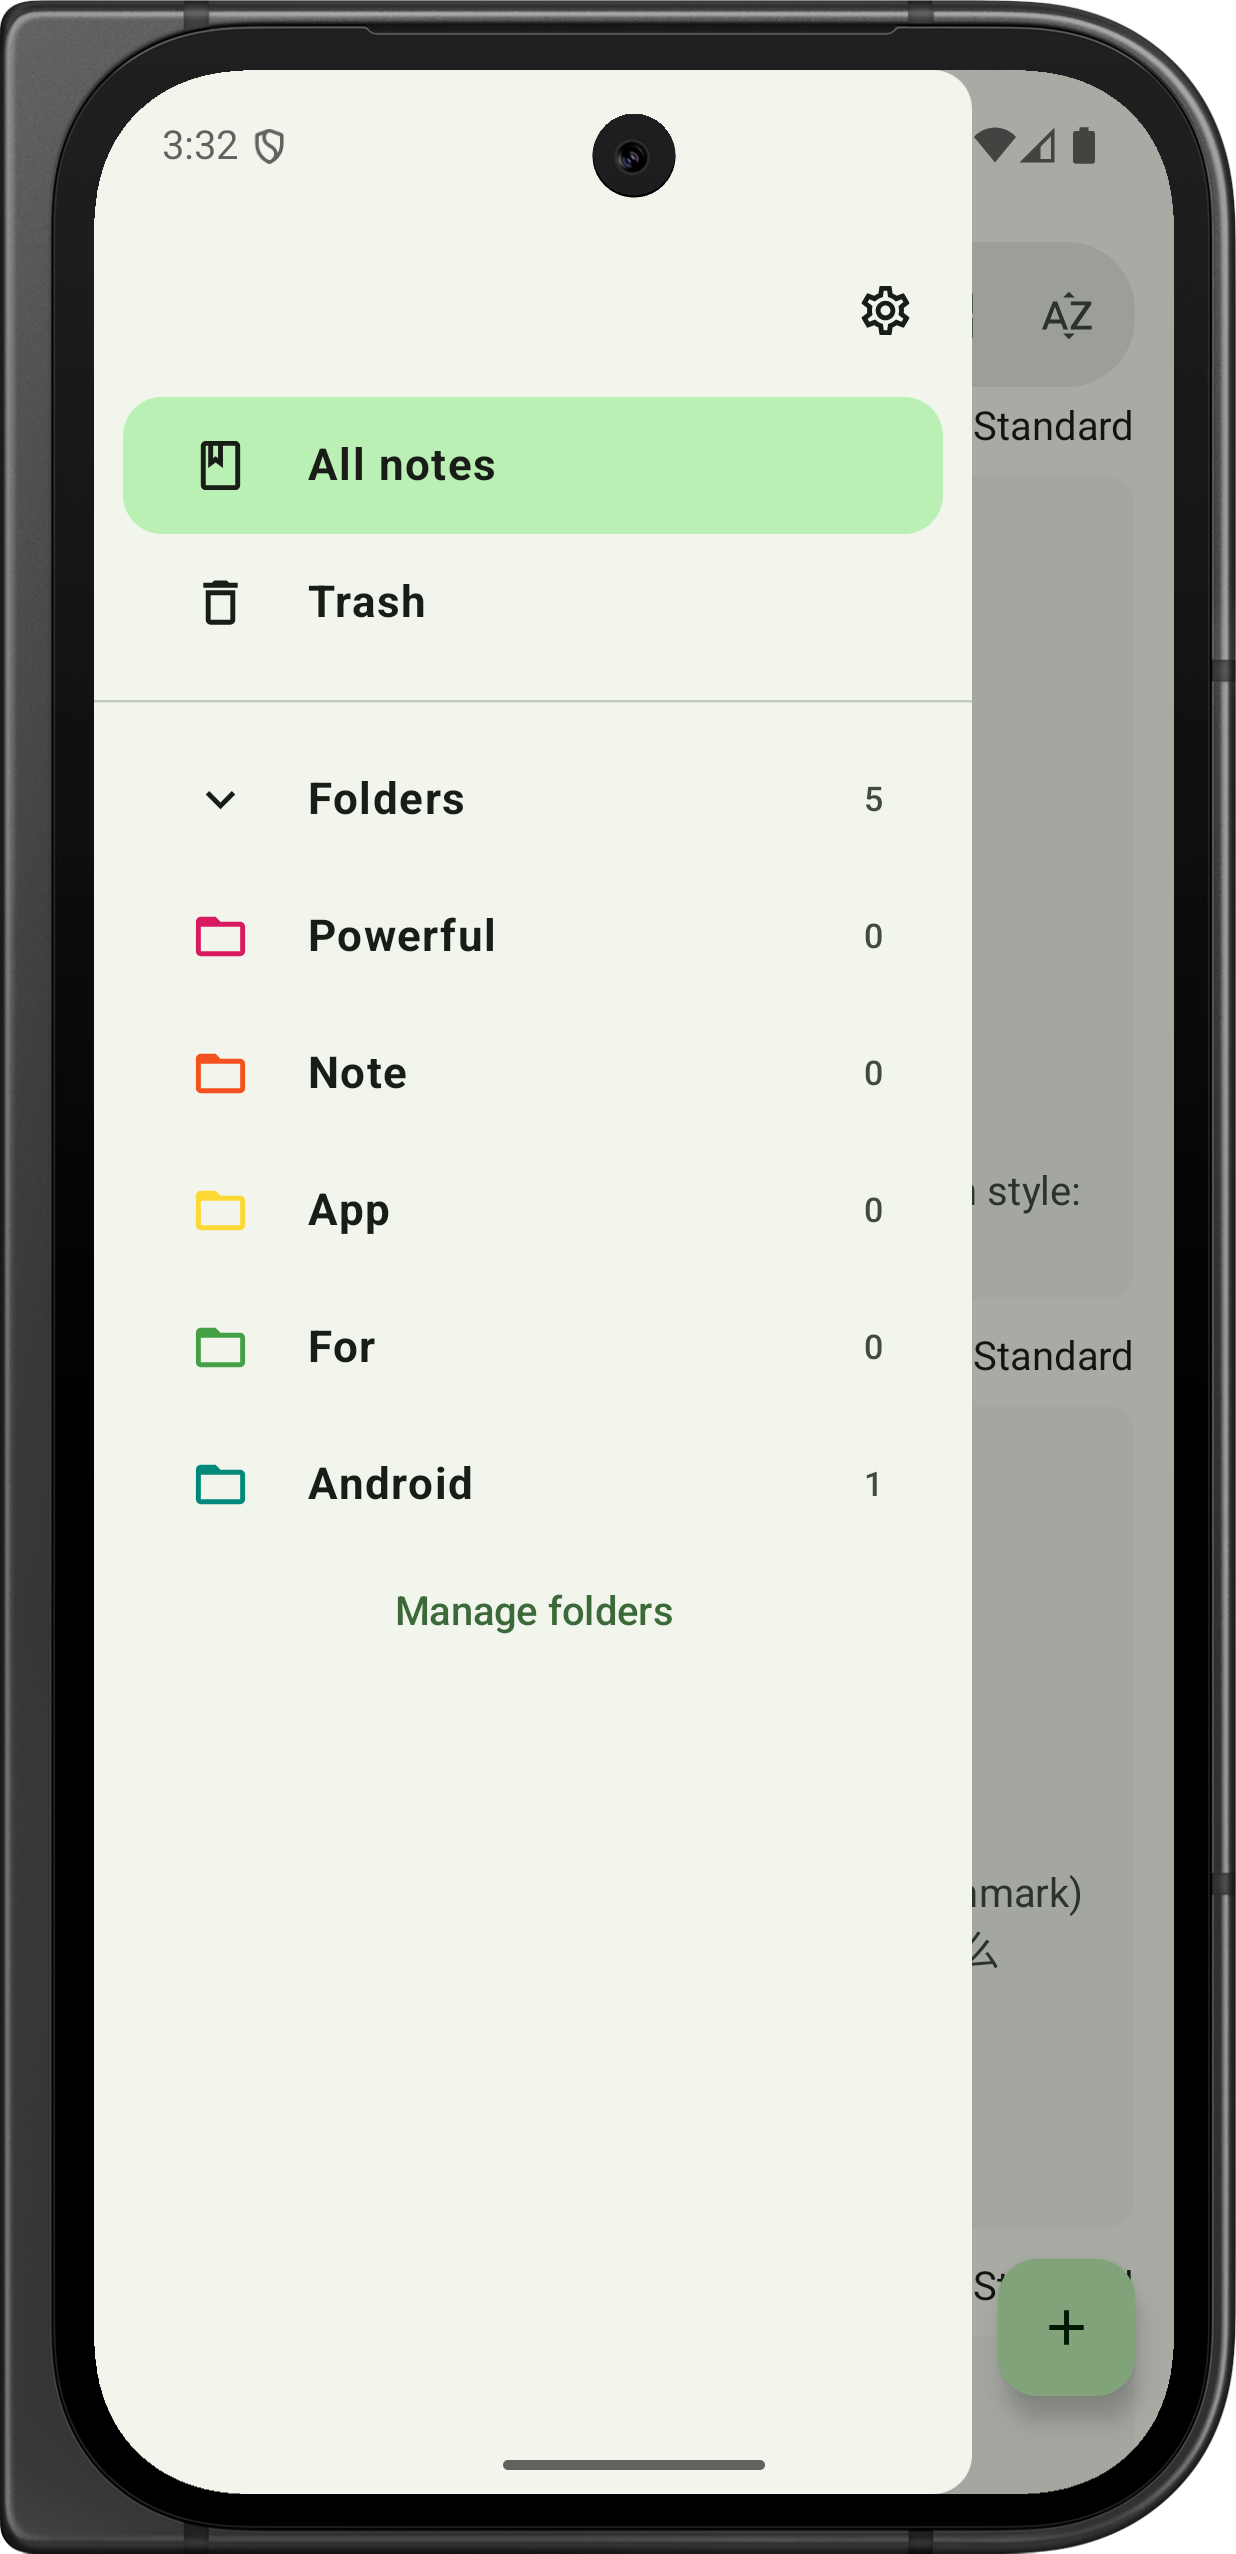 3:32
AZ
Standard
All notes
Trash
Folders 5
Powerful 0
Note 0
App 0
style:
For 0
Standard
Android 1
Manage folders
么